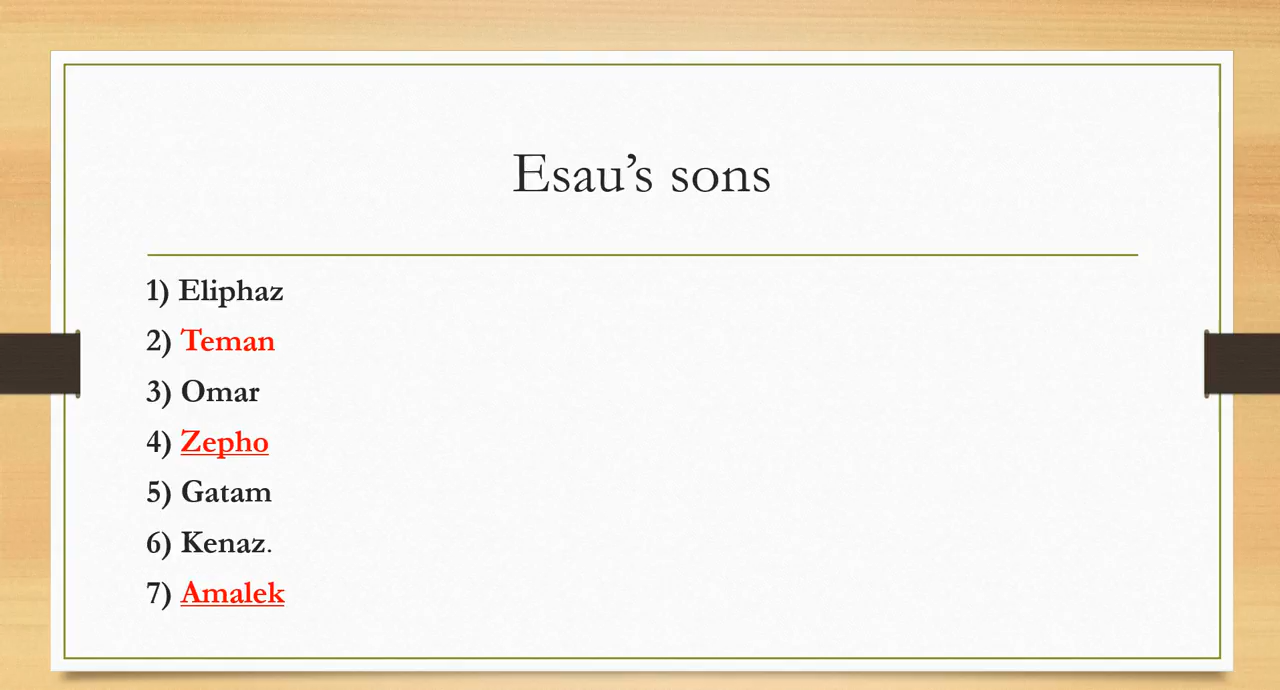 Esau’s sons
1) Eliphaz
2) Teman
3) Omar
4) Zepho
5) Gatam
6) Kenaz.
7) Amalek